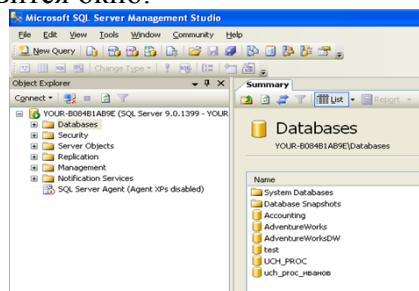 вится окно:
Microsoft SQL Server Management Studio
File Edit View Tools Window Community Help
New Query
Change Type
Object Explorer
Connect
YOUR-B084B1AB9E (SQL Server 9.0.1399 - YOUR
Databases
Security
Server Objects
Replication
Management
Notification Services
SQL Server Agent (Agent XPs disabled)
Summary
List Report
Databases
YOUR-B084B1AB9E\Databases
Name
System Databases
Database Snapshots
Accounting
AdventureWorks
AdventureWorksDW
test
UCH_PROC
uch_proc_иванов